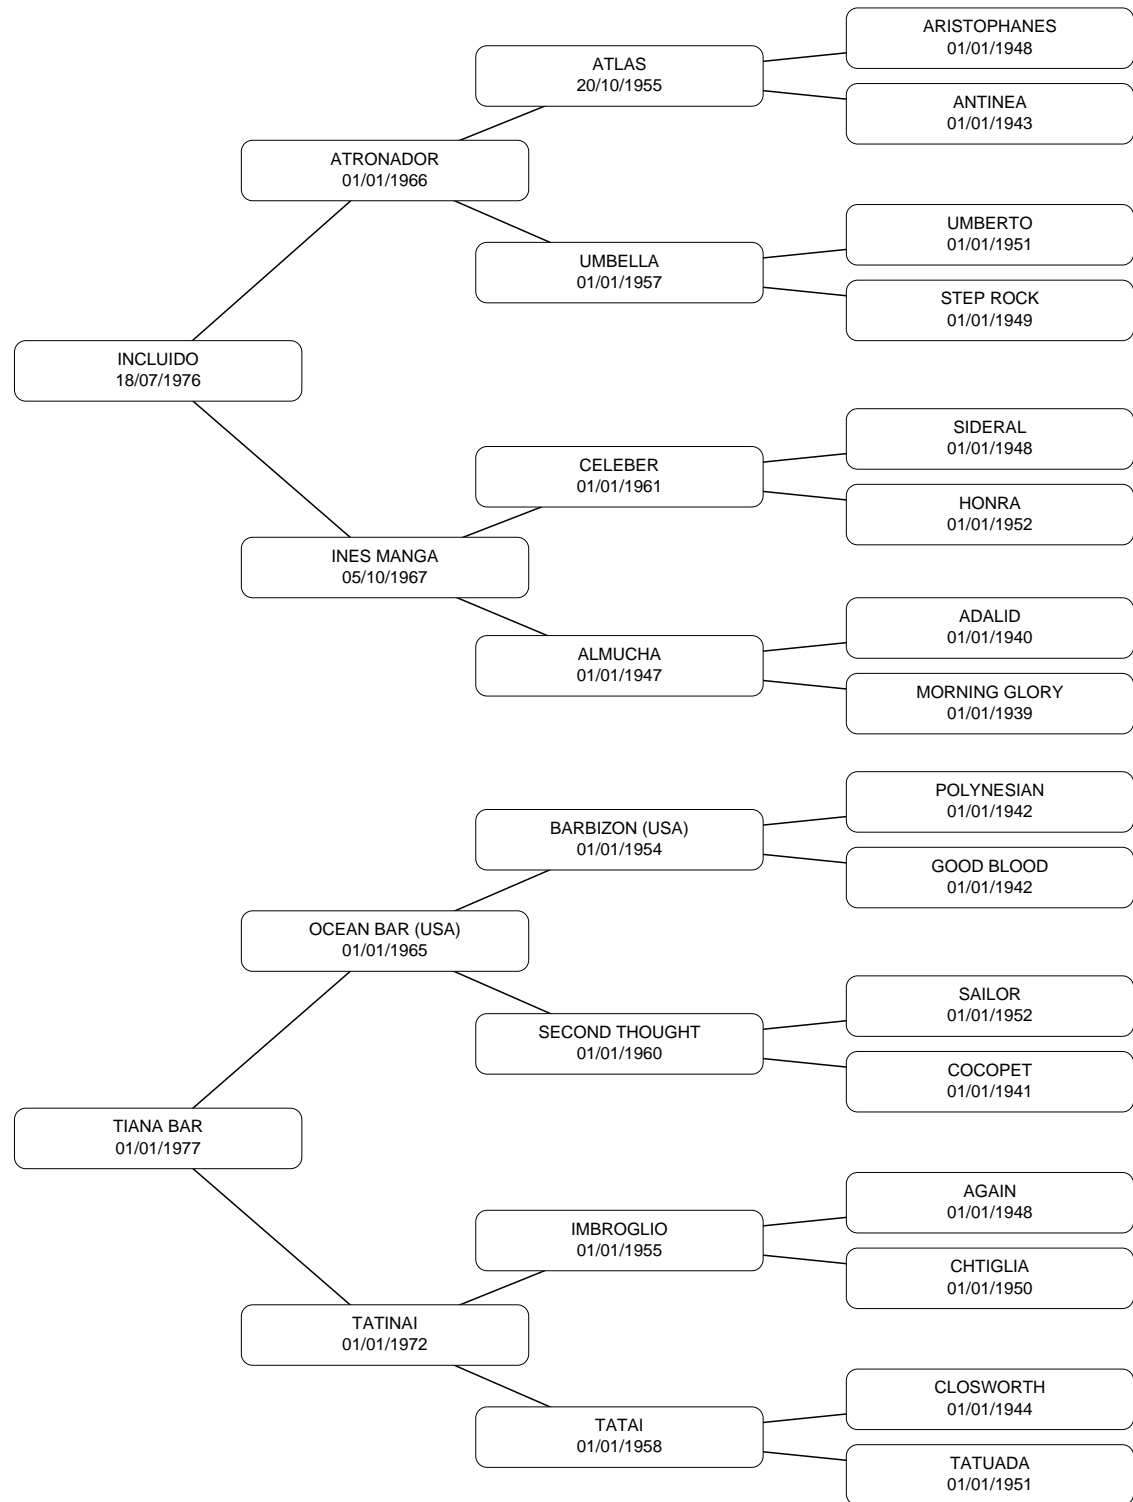 ARISTOPHANES
01/01/1948
ATLAS
20/10/1955
ANTINEA
01/01/1943
ATRONADOR
01/01/1966
UMBERTO
01/01/1951
UMBELLA
01/01/1957
STEP ROCK
01/01/1949
INCLUIDO
18/07/1976
SIDERAL
01/01/1948
CELEBER
01/01/1961
HONRA
01/01/1952
INES MANGA
05/10/1967
ADALID
01/01/1940
ALMUCHA
01/01/1947
MORNING GLORY
01/01/1939
POLYNESIAN
01/01/1942
BARBIZON (USA)
01/01/1954
GOOD BLOOD
01/01/1942
OCEAN BAR (USA)
01/01/1965
SAILOR
01/01/1952
SECOND THOUGHT
01/01/1960
COCOPET
01/01/1941
TIANA BAR
01/01/1977
AGAIN
01/01/1948
IMBROGLIO
01/01/1955
CHTIGLIA
01/01/1950
TATINAI
01/01/1972
CLOSWORTH
01/01/1944
TATAI
01/01/1958
TATUADA
01/01/1951